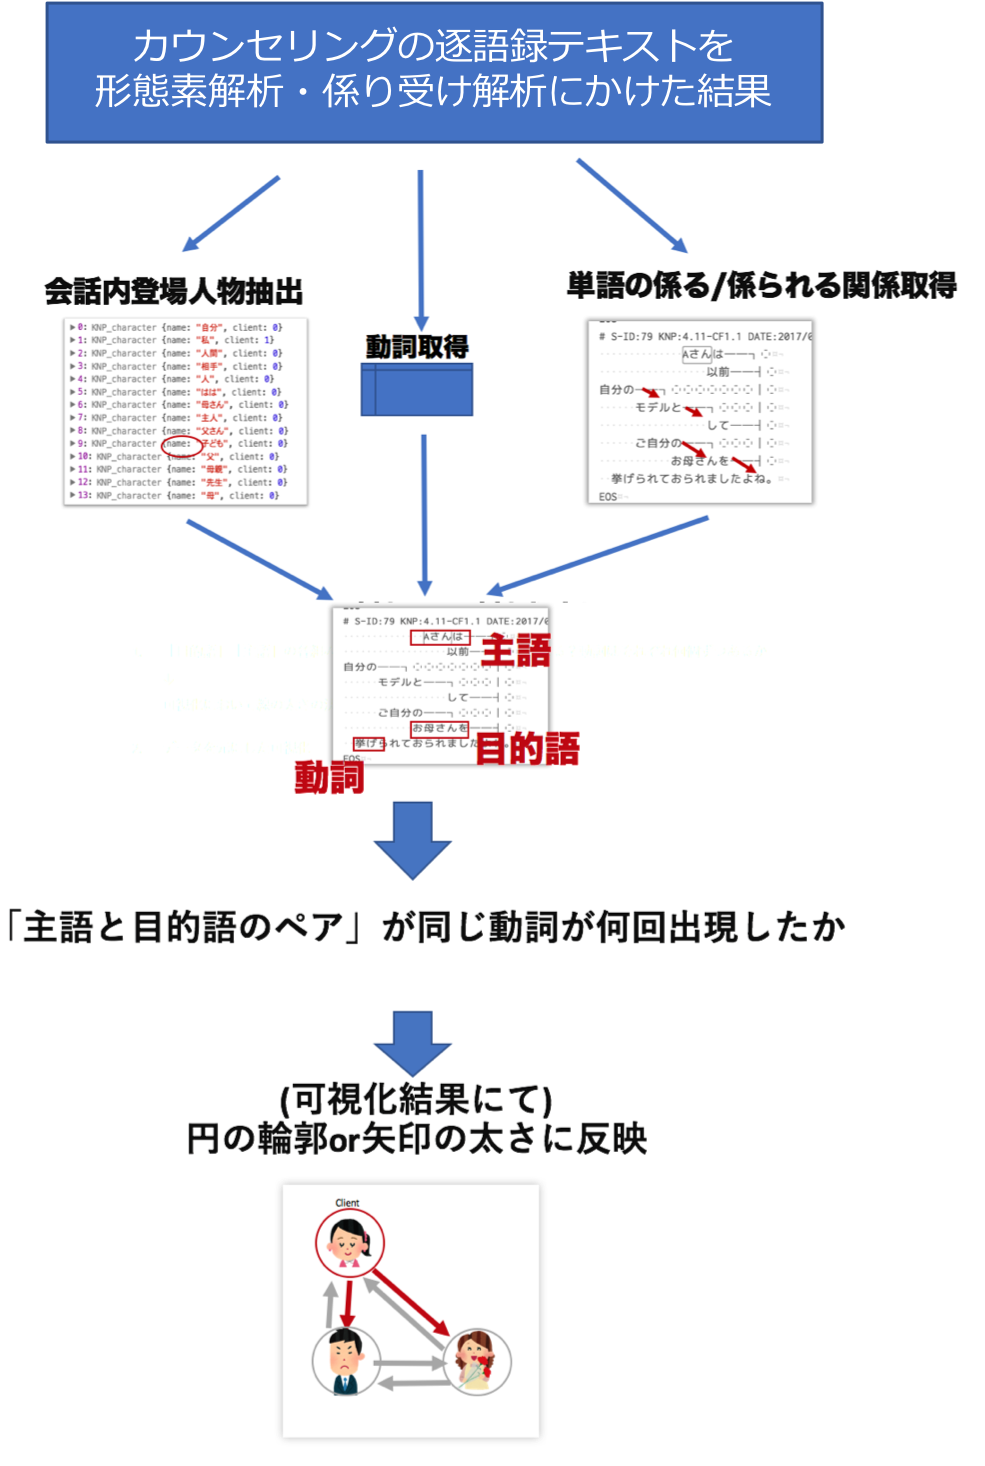 カウンセリングの逐語録テキストを
形態素解析・係り受け解析にかけた結果
会話内登場人物抽出
▶ 0: KNP_character {name: "自分", client: 0}
▶ 1: KNP_character {name: "私", client: 1}
▶ 2: KNP_character {name: "人間", client: 0}
▶ 3: KNP_character {name: "相手", client: 0}
▶ 4: KNP_character {name: "人", client: 0}
▶ 5: KNP_character {name: "はは", client: 0}
▶ 6: KNP_character {name: "母さん", client: 0}
▶ 7: KNP_character {name: "主人", client: 0}
▶ 8: KNP_character {name: "父さん", client: 0}
▶ 9: KNP_character {name: "子ども", client: 0}
▶ 10: KNP_character {name: "父", client: 0}
▶ 11: KNP_character {name: "母親", client: 0}
▶ 12: KNP_character {name: "先生", client: 0}
▶ 13: KNP_character {name: "母", client: 0}
動詞取得
単語の係る/係られる関係取得
# S-ID:79 KNP:4.11-CF1.1 DATE:2017/
Aさんは
以前
自分の
モデルと
して
ご自分の
お母さんを
挙げられておられましたよね。
EOS
# S-ID:79 KNP:4.11-CF1.1 DATE:2017/
Aさんは
主語
以前
自分の
モデルと
して
ご自分の
お母さんを
目的語
挙げられておられました
EOS
動詞
「主語と目的語のペア」が同じ動詞が何回出現したか
(可視化結果にて)
円の輪郭or矢印の太さに反映
Client